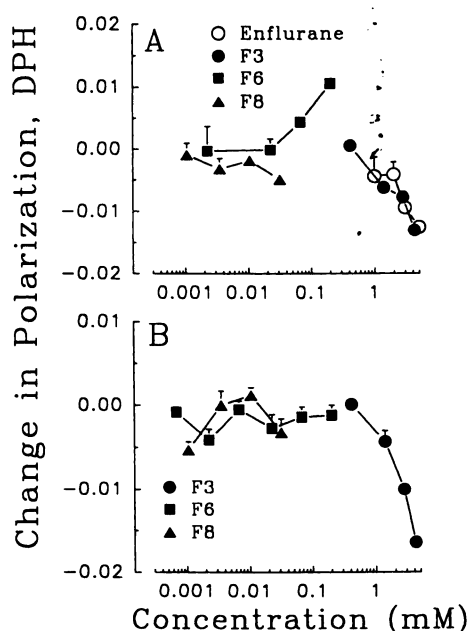 Change in Polarization, DPH
A
Enflurane
F3
F6
F8
0.02
0.01
0.00
-0.01
-0.02
0.001
0.01
0.1
1
B
F3
F6
F8
0.01
0.00
-0.01
-0.02
0.001
0.01
0.1
1
Concentration (mM)